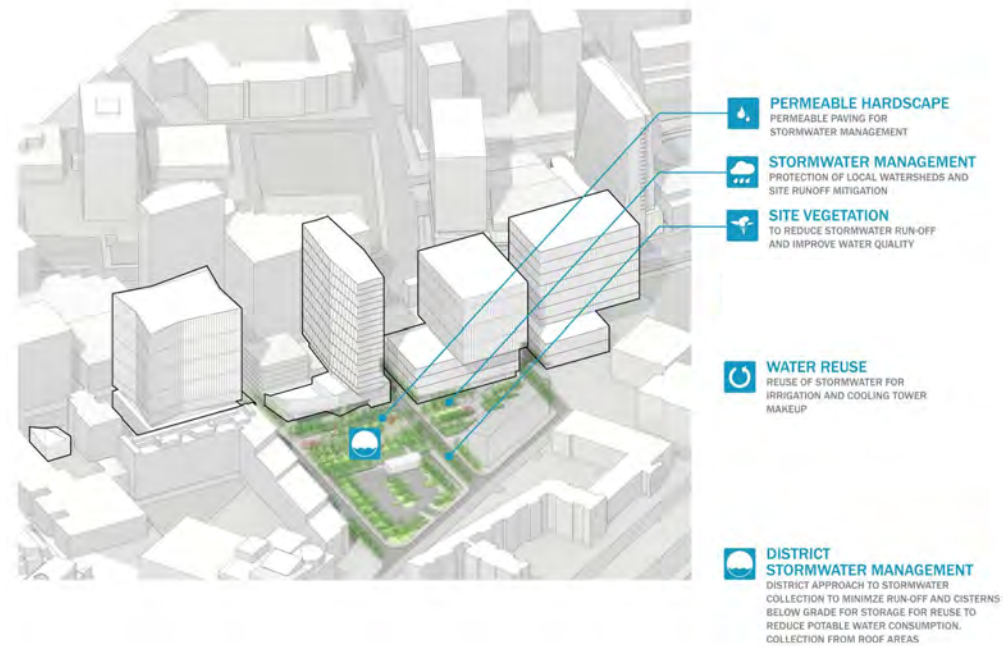 PERMEABLE HARDSCAPE
PERMEABLE PAVING FOR
STORMWATER MANAGEMENT
STORMWATER MANAGEMENT
PROTECTION OF LOCAL WATERSHEDS AND
SITE RUNOFF MITIGATION
SITE VEGETATION
TO REDUCE STORMWATER RUN-OFF
AND IMPROVE WATER QUALITY
WATER REUSE
REUSE OF STORMWATER FOR
IRRIGATION AND COOLING TOWER
MAKEUP
DISTRICT
STORMWATER MANAGEMENT
DISTRICT APPROACH TO STORMWATER
COLLECTION TO MINIMZE RUN-OFF AND CISTERNS
BELOW GRADE FOR STORAGE FOR REUSE TO
REDUCE POTABLE WATER CONSUMPTION.
COLLECTION FROM ROOF AREAS